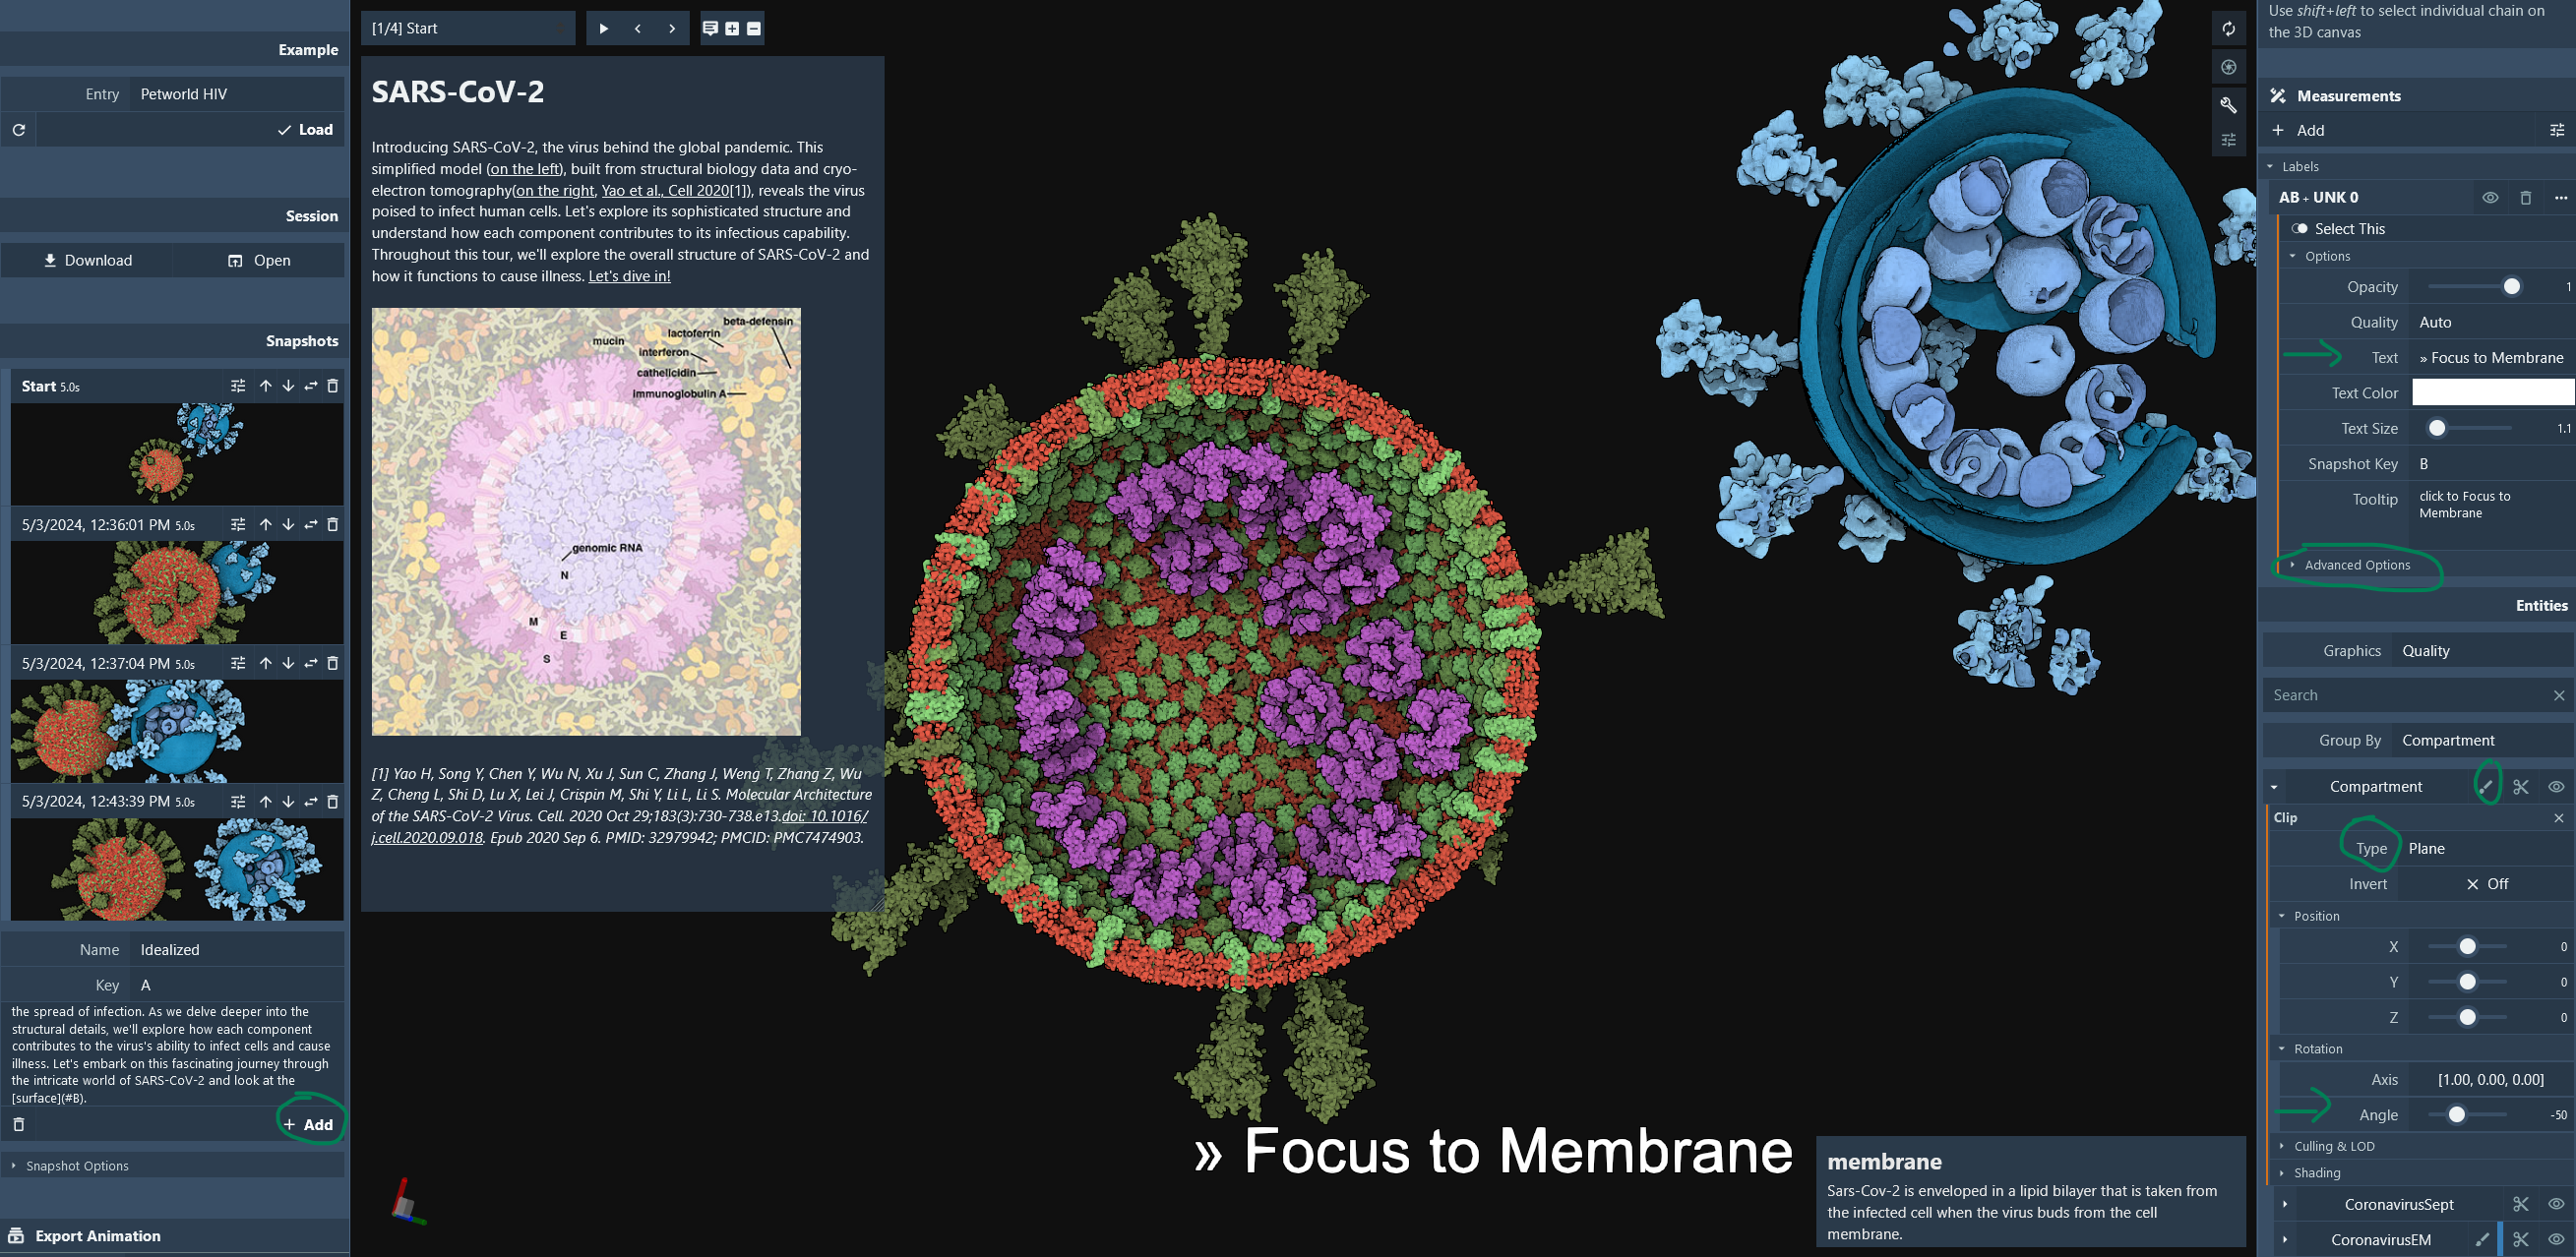 Example
Entry Petworld HIV
Load
Session
Download Open
Snapshots
Start 5.0s
5/3/2024, 12:36:01 PM 5.0s
5/3/2024, 12:37:04 PM 5.0s
5/3/2024, 12:43:39 PM 5.0s
Name Idealized
Key A
the spread of infection. As we delve deeper into the
structural details, we'll explore how each component
contributes to the virus's ability to infect cells and cause
illness. Let's embark on this fascinating journey through
the intricate world of SARS-CoV-2 and look at the
[surface](#B).
+ Add
Snapshot Options
Export Animation
[1/4] Start
SARS-CoV-2
Introducing SARS-CoV-2, the virus behind the global pandemic. This
simplified model (on the left), built from structural biology data and cryo-
electron tomography(on the right, Yao et al., Cell 2020[1]), reveals the virus
poised to infect human cells. Let's explore its sophisticated structure and
understand how each component contributes to its infectious capability.
Throughout this tour, we'll explore the overall structure of SARS-CoV-2 and
how it functions to cause illness. Let's dive in!
beta-defensin
lactoferrin
mucin
interferon
cathelicidin
immunoglobulin A
genomic RNA
N
M
E
S
[1] Yao H, Song Y, Chen Y, Wu N, Xu J, Sun C, Zhang J, Weng T, Zhang Z, Wu
Z, Cheng L, Shi D, Lu X, Lei J, Crispin M, Shi Y, Li L, Li S. Molecular Architecture
of the SARS-CoV-2 Virus. Cell. 2020 Oct 29;183(3):730-738.e13.doi: 10.1016/
j.cell.2020.09.018. Epub 2020 Sep 6. PMID: 32979942; PMCID: PMC7474903.
» Focus to Membrane
membrane
Sars-Cov-2 is enveloped in a lipid bilayer that is taken from
the infected cell when the virus buds from the cell
membrane.
Use shift+left to select individual chain on
the 3D canvas
Measurements
+ Add
Labels
AB + UNK 0
Select This
Options
Opacity 1
Quality Auto
Text » Focus to Membrane
Text Color
Text Size 1.1
Snapshot Key B
Tooltip click to Focus to
Membrane
Advanced Options
Entities
Graphics Quality
Search
Group By Compartment
Compartment
Clip
Type Plane
Invert Off
Position
X 0
Y 0
Z 0
Rotation
Axis [1.00, 0.00, 0.00]
Angle -50
Culling & LOD
Shading
CoronavirusSept
CoronavirusEM